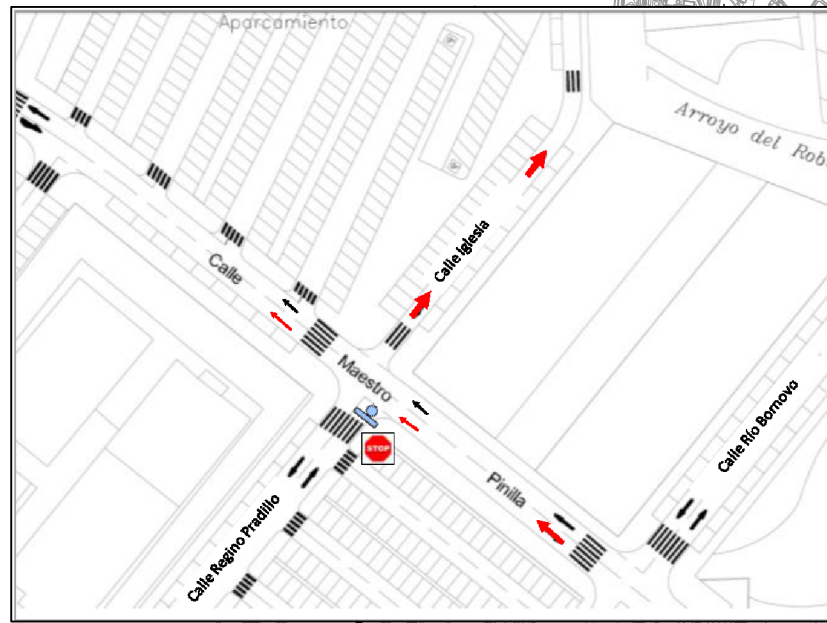 Aparcamiento
Arroyo del Rob
Calle Iglesia
Calle
Maestro
Pinilla
STOP
Calle Río Bornova
Calle Regino Pradillo